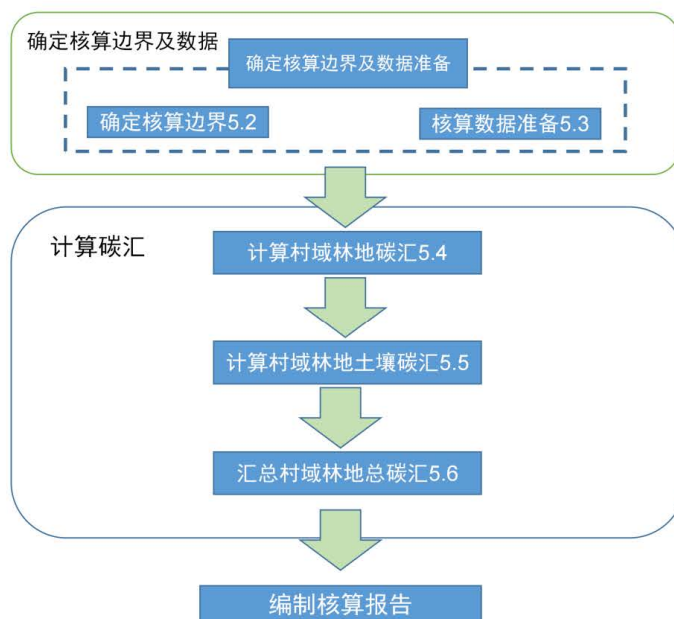 确定核算边界及数据
确定核算边界及数据准备
确定核算边界5.2
核算数据准备5.3
计算碳汇
计算村域林地碳汇5.4
计算村域林地土壤碳汇5.5
汇总村域林地总碳汇5.6
编制核算报告